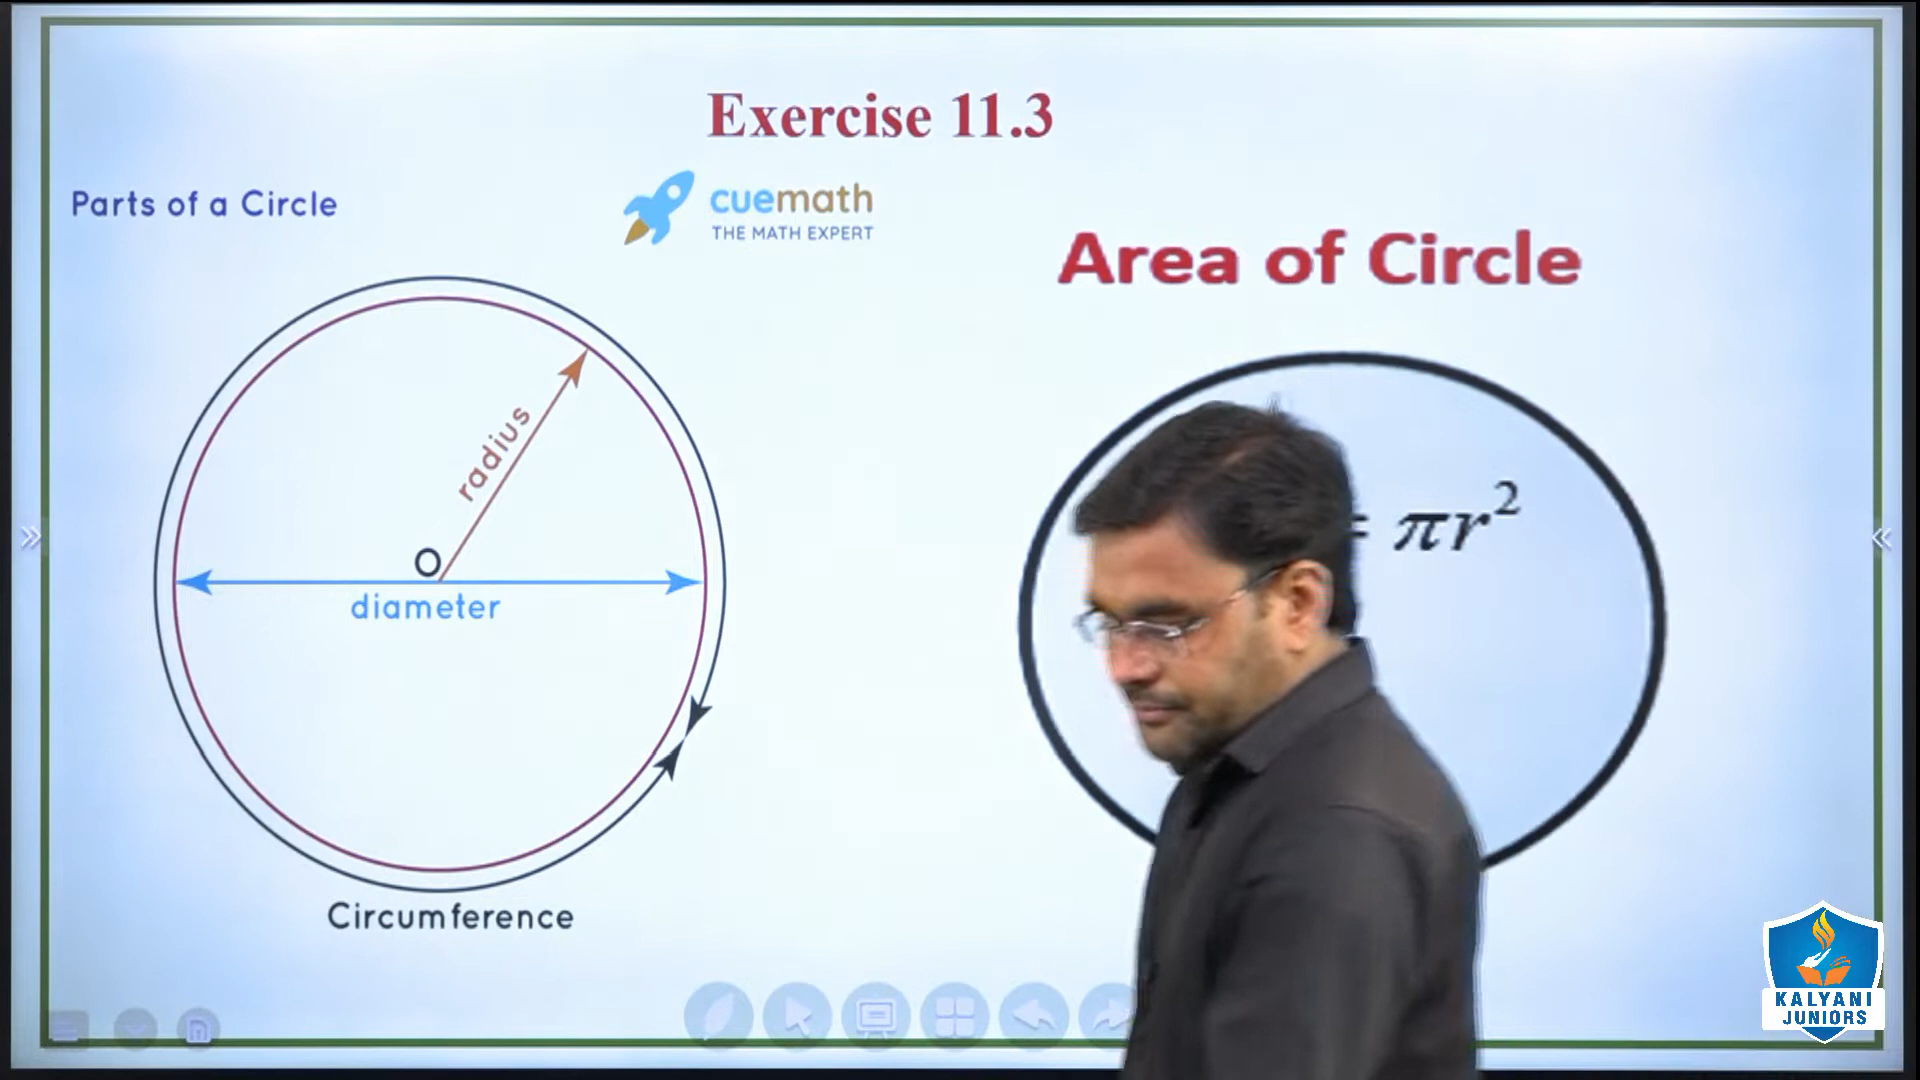 Exercise 11.3
Parts of a Circle
cuemath
THE MATH EXPERT
Area of Circle
radius
= πr²
O
diameter
Circumference
KALYANI
JUNIORS